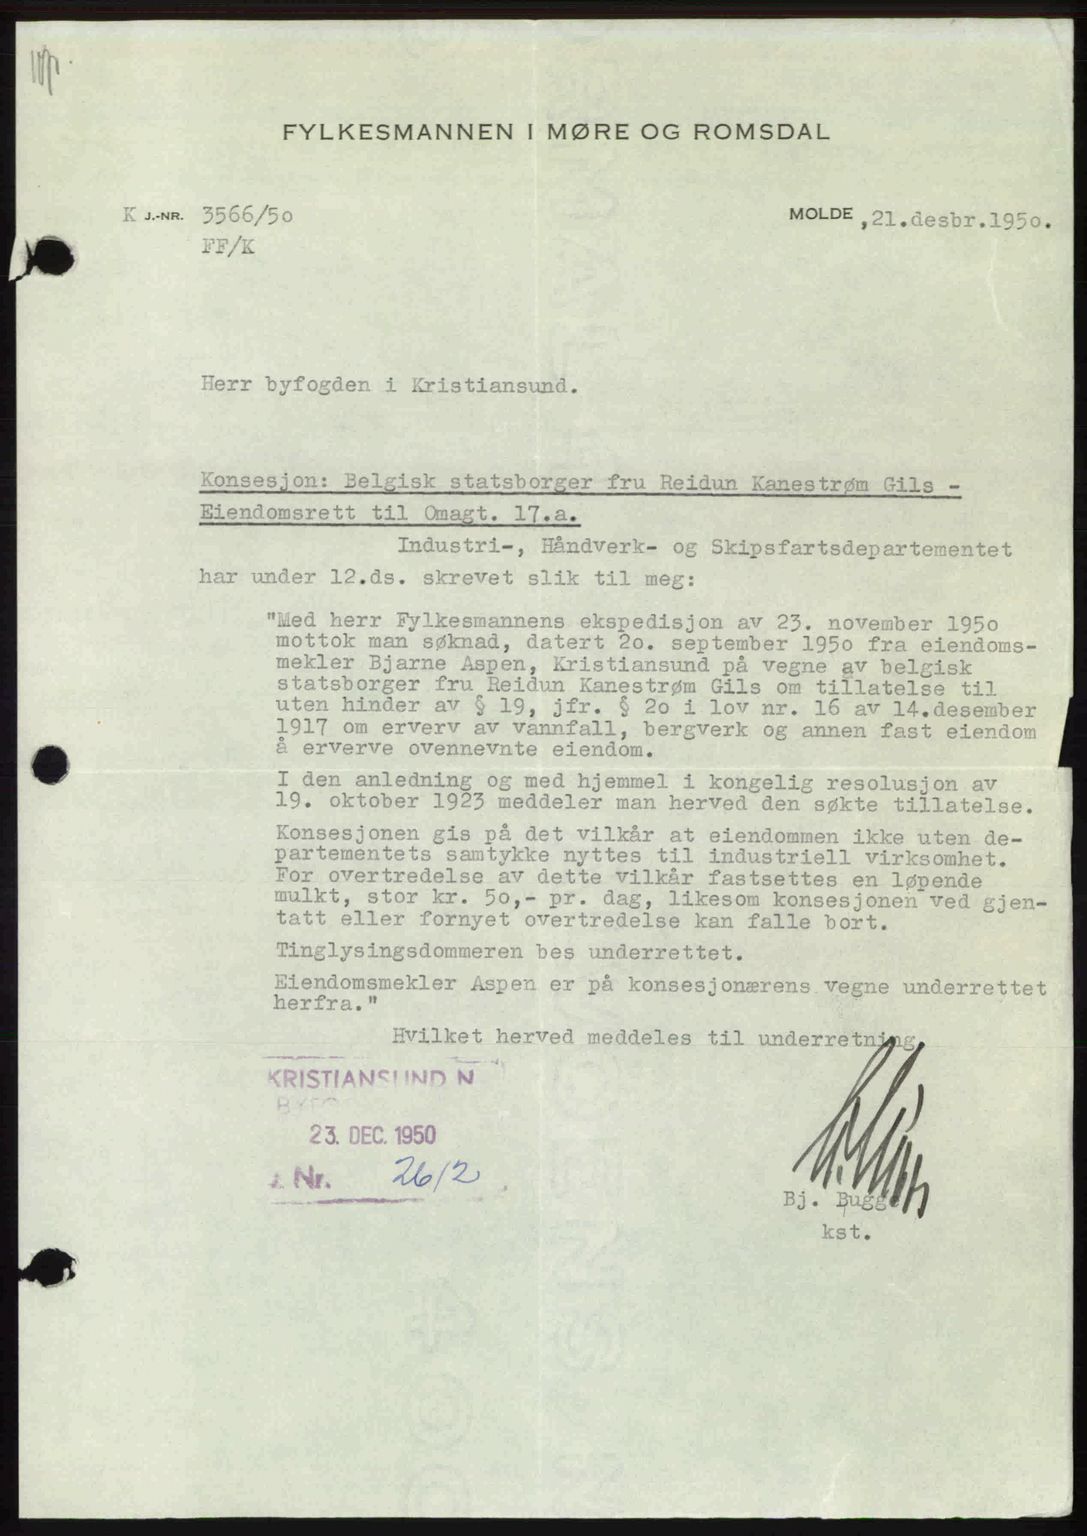 FYLKESMANNEN I MØRE OG ROMSDAL
K J.-NR. 3566/50
MOLDE ,21.desbr.1950.
FF/K
Herr byfogden i Kristiansund.
Konsesjon: Belgisk statsborger fru Reidun Kanestrøm Gils -
Eiendomsrett til Omagt. 17.a.
Industri-, Håndverk- og Skipsfartsdepartementet
har under 12.ds. skrevet slik til meg:
"Med herr Fylkesmannens ekspedisjon av 23. november 1950
mottok man søknad, datert 20. september 1950 fra eiendoms-
mekler Bjarne Aspen, Kristiansund på vegne av belgisk
statsborger fru Reidun Kanestrøm Gils om tillatelse til
uten hinder av § 19, jfr. § 20 i lov nr. 16 av 14.desember
1917 om erverv av vannfall, bergverk og annen fast eiendom
å erverve ovennevnte eiendom.
I den anledning og med hjemmel i kongelig resolusjon av
19. oktober 1923 meddeler man herved den søkte tillatelse.
Konsesjonen gis på det vilkår at eiendommen ikke uten de-
partementets samtykke nyttes til industriell virksomhet.
For overtredelse av dette vilkår fastsettes en løpende
mulkt, stor kr. 50,- pr. dag, likesom konsesjonen ved gjen-
tatt eller fornyet overtredelse kan falle bort.
Tinglysingsdommeren bes underrettet.
Eiendomsmekler Aspen er på konsesjonærens vegne underrettet
herfra."
Hvilket herved meddeles til underretning
KRISTIANSUND N
23. DEC. 1950
Nr. 2612
Bj. Bugge
kst.